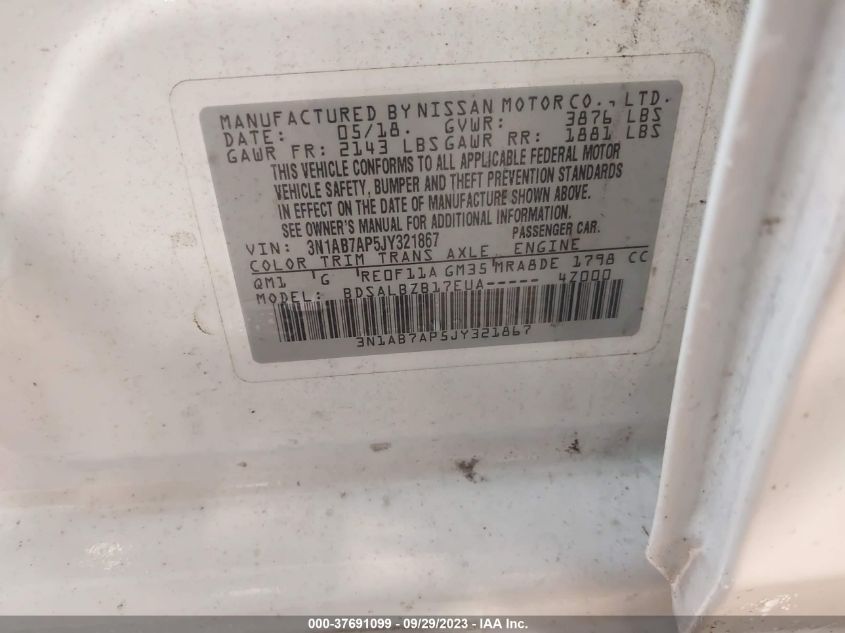 MANUFACTURED BY NISSAN MOTOR CO., LTD.
DATE: 05/18. GVWR: 3876 LBS
GAWR FR: 2143 LBS GAWR RR: 1881 LBS
THIS VEHICLE CONFORMS TO ALL APPLICABLE FEDERAL MOTOR
VEHICLE SAFETY, BUMPER AND THEFT PREVENTION STANDARDS
IN EFFECT ON THE DATE OF MANUFACTURE SHOWN ABOVE.
SEE OWNER'S MANUAL FOR ADDITIONAL INFORMATION.
VIN: 3N1AB7AP5JY321867 PASSENGER CAR.
COLOR TRIM TRANS AXLE ENGINE
QM1 G RE0F11A GM35 MRA8DE 1798 CC
MODEL: BDSALBZB17EUA----- 4Z000
3N1AB7AP5JY321867
000-37691099 - 09/29/2023 - IAA Inc.